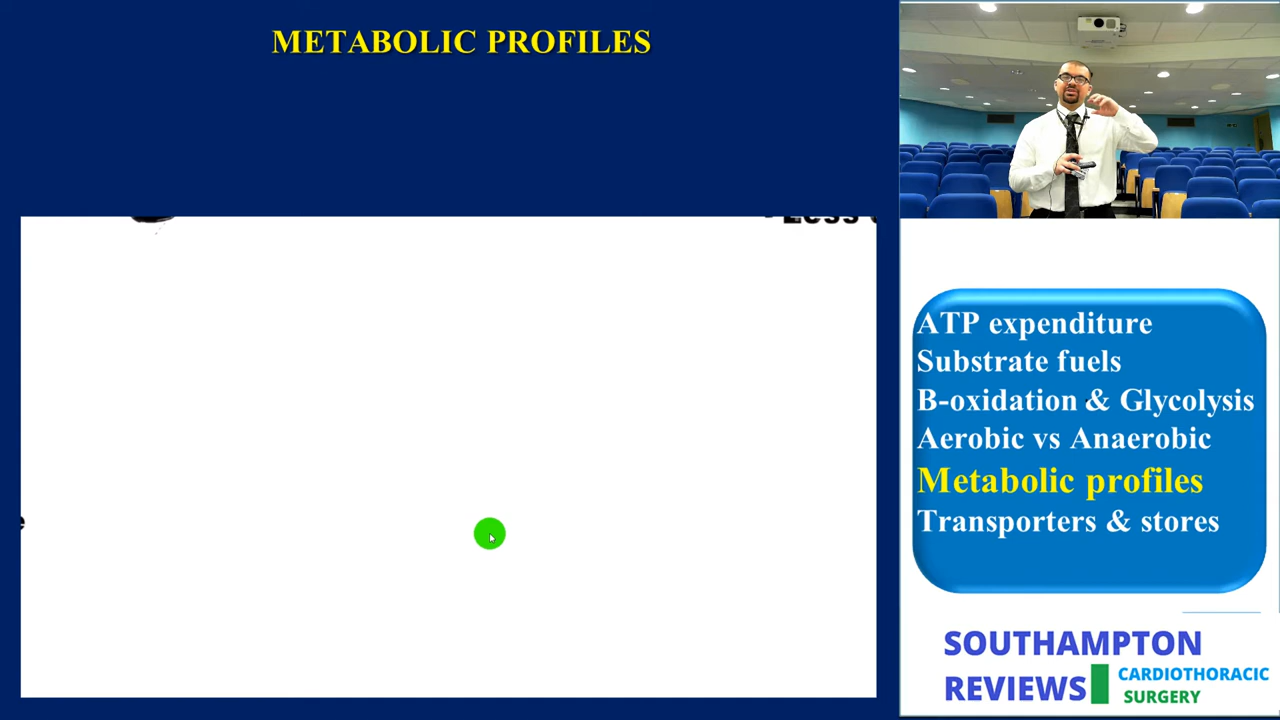 METABOLIC PROFILES
- Less
e
ATP expenditure
Substrate fuels
B-oxidation & Glycolysis
Aerobic vs Anaerobic
Metabolic profiles
Transporters & stores
SOUTHAMPTON
REVIEWS
CARDIOTHORACIC
SURGERY